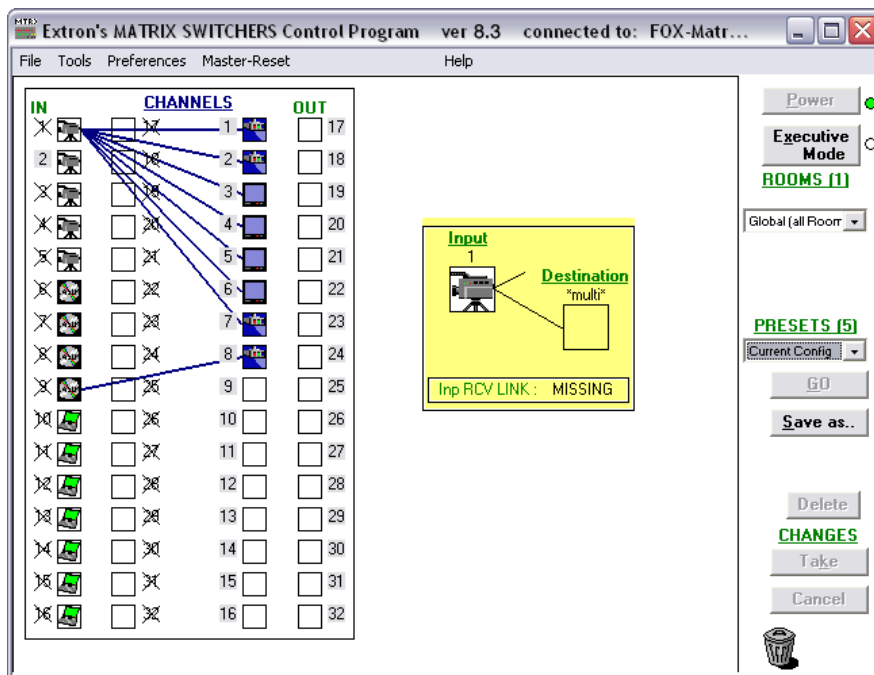 MTRX
Extron's MATRIX SWITCHERS Control Program ver 8.3 connected to: FOX-Matr...
File Tools Preferences Master-Reset Help
IN CHANNELS OUT
1 17 1 17
2 18 2 18
3 19 3 19
4 20 4 20
5 21 5 21
6 22 6 22
7 23 7 23
8 24 8 24
9 25 9 25
10 26 10 26
11 27 11 27
12 28 12 28
13 29 13 29
14 30 14 30
15 31 15 31
16 32 16 32
Input
1
Destination
*multi*
Inp RCV LINK : MISSING
Power
Executive
Mode
ROOMS (1)
Global (all Room
PRESETS (5)
Current Config
GO
Save as..
Delete
CHANGES
Take
Cancel